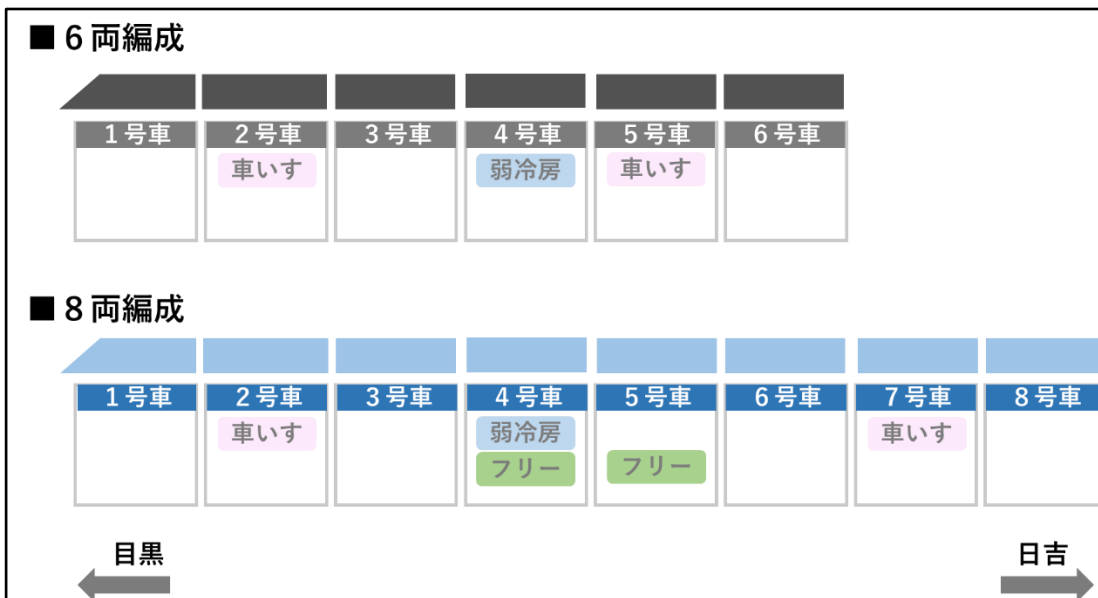 ■ 6両編成
1号車 2号車 3号車 4号車 5号車 6号車
車いす 弱冷房 車いす
■ 8両編成
1号車 2号車 3号車 4号車 5号車 6号車 7号車 8号車
車いす 弱冷房 車いす
フリー フリー
目黒 日吉